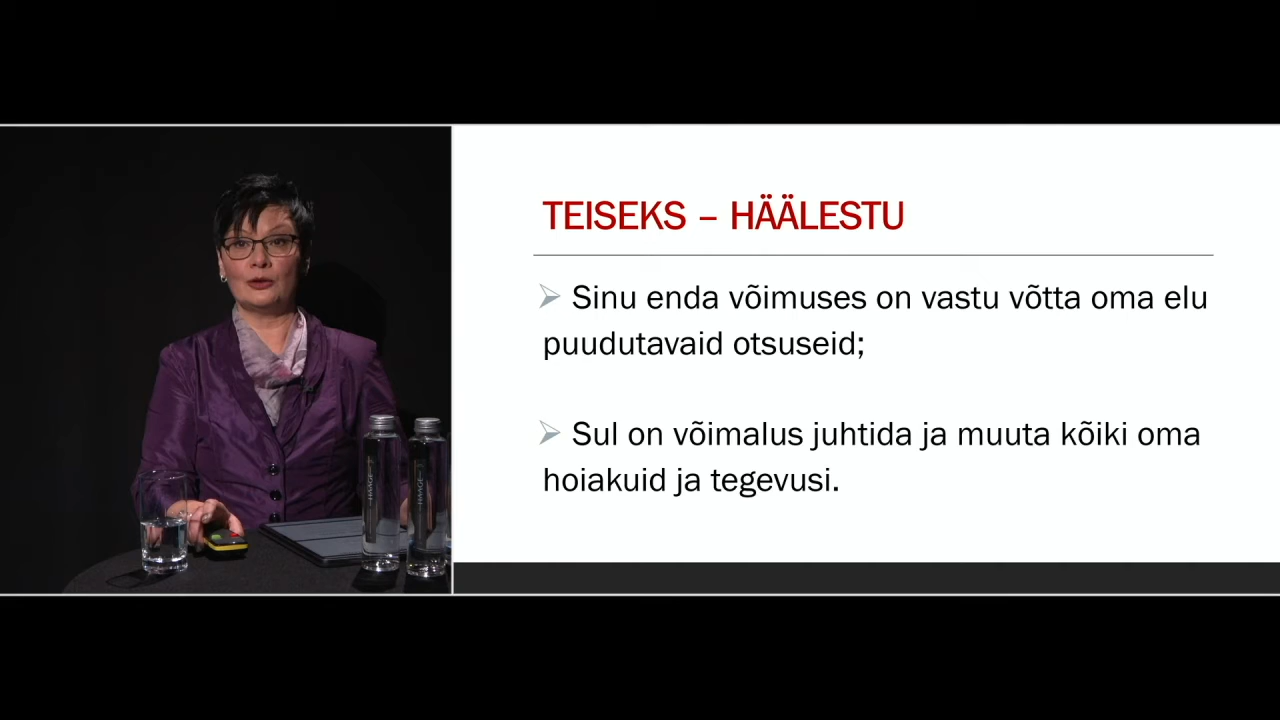 TEISEKS – HÄÄLESTU
Sinu enda võimuses on vastu võtta oma elu
puudutavaid otsuseid;
Sul on võimalus juhtida ja muuta kõiki oma
hoiakuid ja tegevusi.